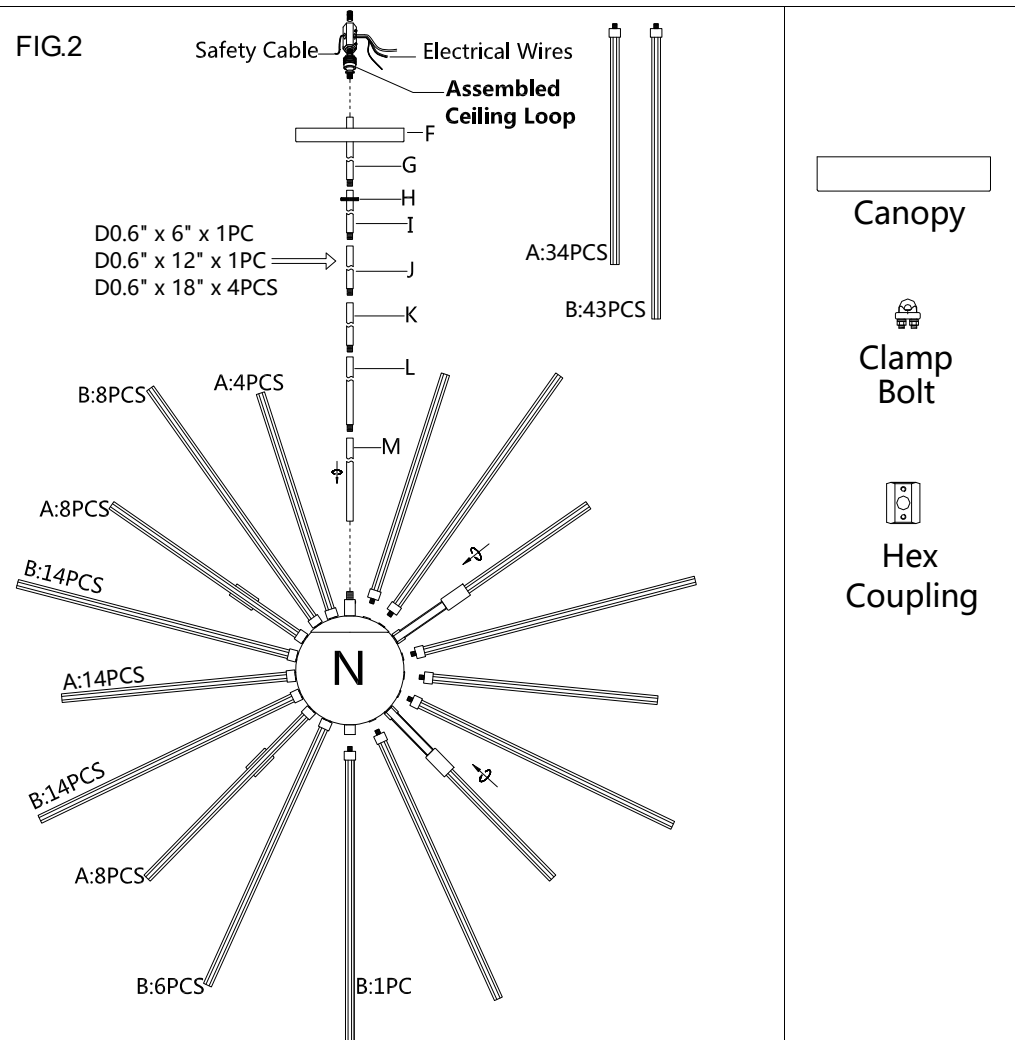 FIG.2
Safety Cable
Electrical Wires
Assembled
Ceiling Loop
F
G
H
I
D0.6" x 6" x 1PC
D0.6" x 12" x 1PC
D0.6" x 18" x 4PCS
J
K
L
M
A:34PCS
B:43PCS
B:8PCS
A:4PCS
A:8PCS
B:14PCS
A:14PCS
N
B:14PCS
A:8PCS
B:6PCS
B:1PC
Canopy
Clamp
Bolt
Hex
Coupling